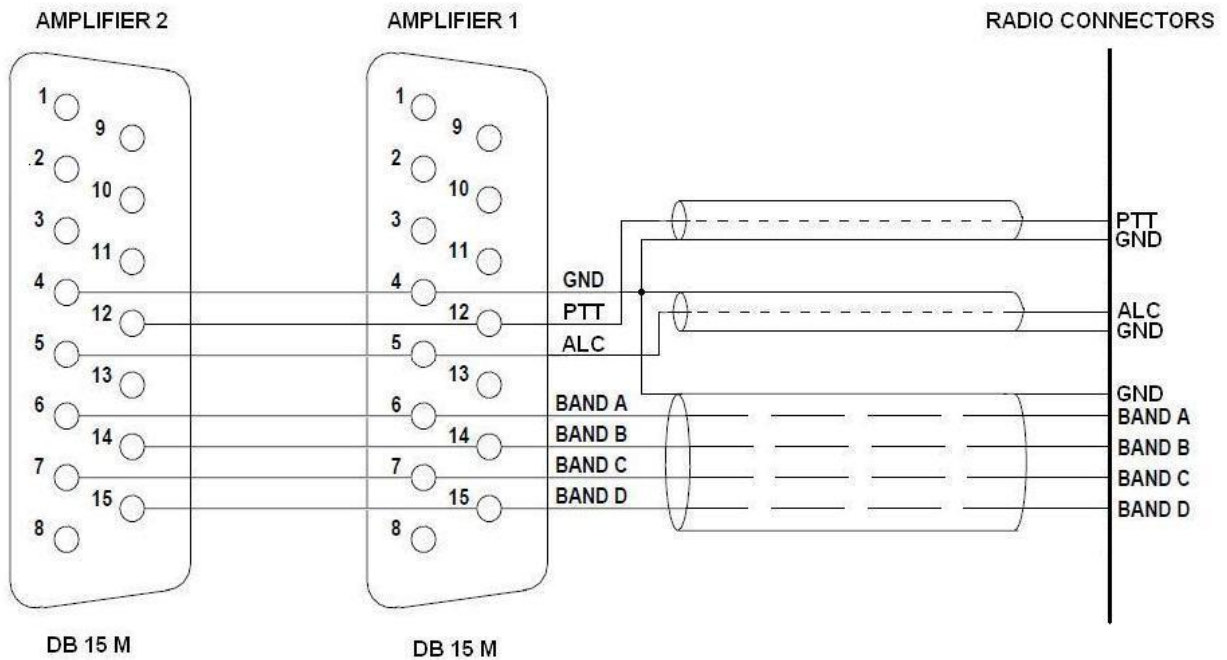 AMPLIFIER 2
AMPLIFIER 1
RADIO CONNECTORS
1
9
2
10
3
11
4
12
5
13
6
14
7
15
8
DB 15 M
1
9
2
10
3
11
4
12
5
13
6
14
7
15
8
DB 15 M
GND
PTT
ALC
BAND A
BAND B
BAND C
BAND D
PTT
GND
ALC
GND
GND
BAND A
BAND B
BAND C
BAND D